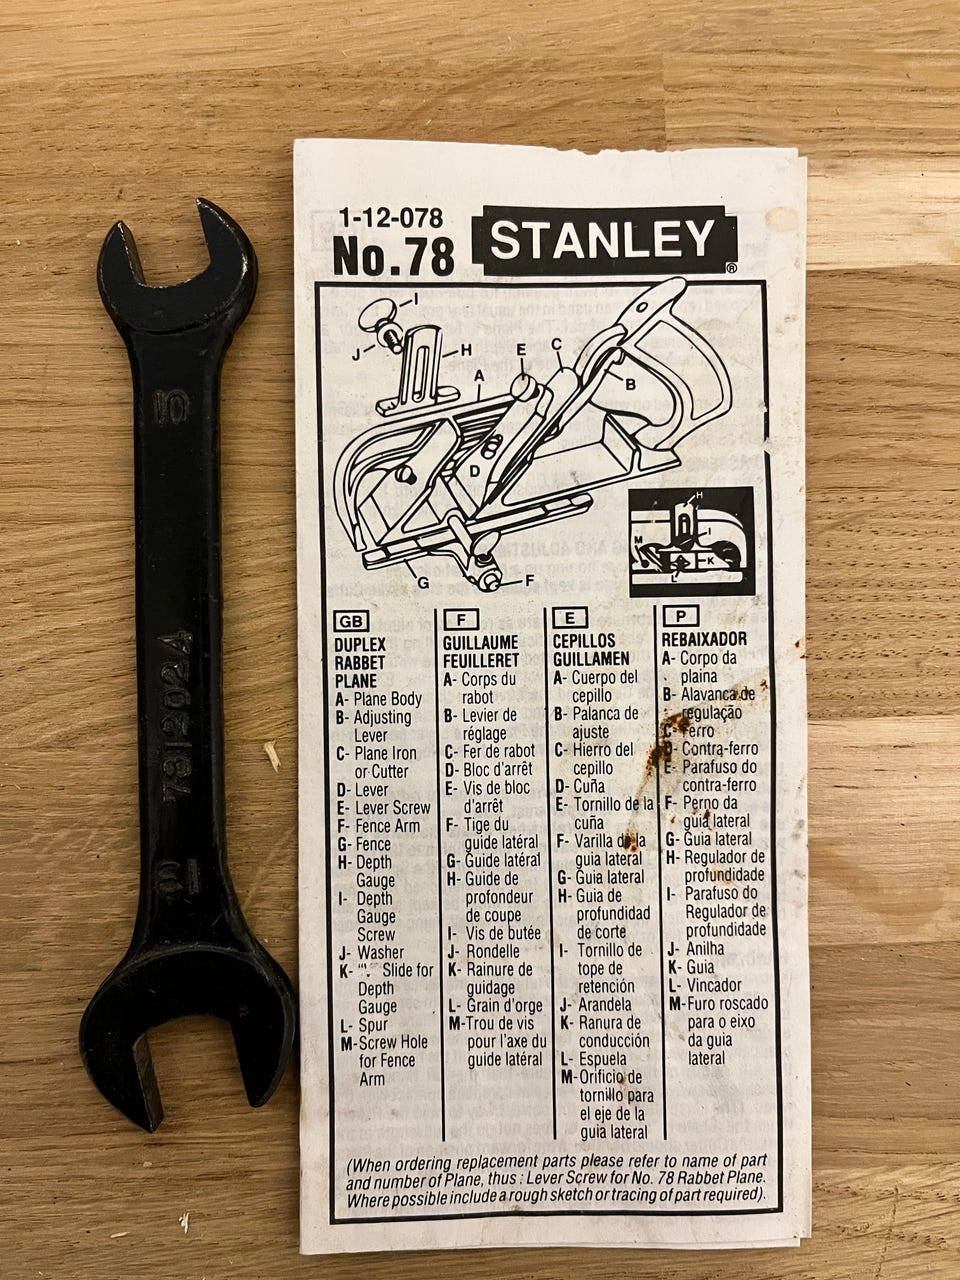 1-12-078
No.78
STANLEY®
I
J
H
A
E
C
B
D
G
F
H
M
I
K
L
GB
DUPLEX
RABBET
PLANE
A- Plane Body
B- Adjusting
Lever
C- Plane Iron
or Cutter
D- Lever
E- Lever Screw
F- Fence Arm
G- Fence
H- Depth
Gauge
I- Depth
Gauge
Screw
J- Washer
K- "V" Slide for
Depth
Gauge
L- Spur
M-Screw Hole
for Fence
Arm
F
GUILLAUME
FEUILLERET
A- Corps du
rabot
B- Levier de
réglage
C- Fer de rabot
D- Bloc d'arrêt
E- Vis de bloc
d'arrêt
F- Tige du
guide latéral
G- Guide latéral
H- Guide de
profondeur
de coupe
I- Vis de butée
J- Rondelle
K- Rainure de
guidage
L- Grain d'orge
M-Trou de vis
pour l'axe du
guide latéral
E
CEPILLOS
GUILLAMEN
A- Cuerpo del
cepillo
B- Palanca de
ajuste
C- Hierro del
cepillo
D- Cuña
E- Tornillo de la
cuña
F- Varilla de la
guia lateral
G- Guia lateral
H- Guia de
profundidad
de corte
I- Tornillo de
tope de
retención
J- Arandela
K- Ranura de
conducción
L- Espuela
M-Orificio de
tornillo para
el eje de la
guia lateral
P
REBAIXADOR
A- Corpo da
plaina
B- Alavanca de
regulação
C- Ferro
D- Contra-ferro
E- Parafuso do
contra-ferro
F- Perno da
guia lateral
G- Guia lateral
H- Regulador de
profundidade
I- Parafuso do
Regulador de
profundidade
J- Anilha
K- Guia
L- Vincador
M-Furo roscado
para o eixo
da guia
lateral
(When ordering replacement parts please refer to name of part
and number of Plane, thus : Lever Screw for No. 78 Rabbet Plane.
Where possible include a rough sketch or tracing of part required).
7812024